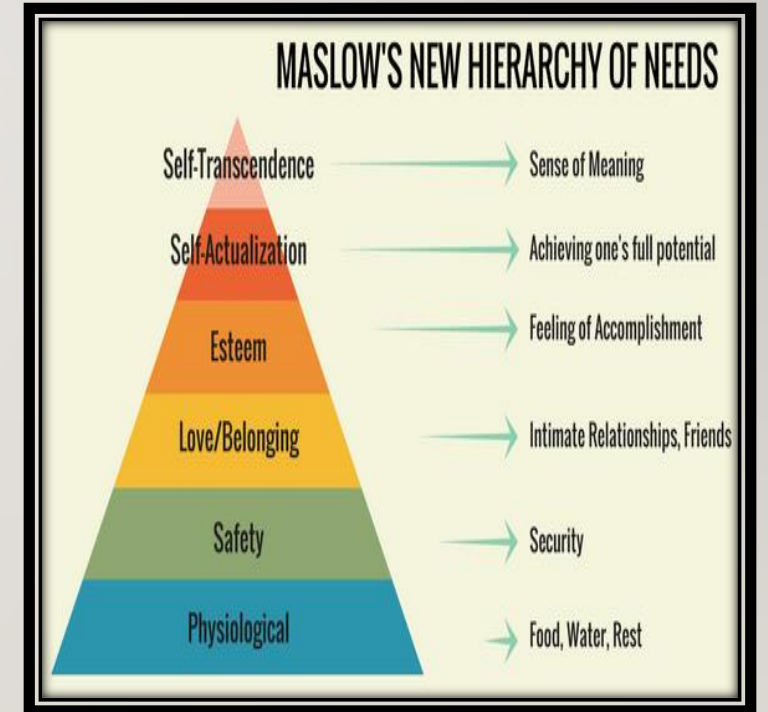 MASLOW'S NEW HIERARCHY OF NEEDS
Self-Transcendence
Sense of Meaning
Self-Actualization
Achieving one's full potential
Esteem
Feeling of Accomplishment
Love/Belonging
Intimate Relationships, Friends
Safety
Security
Physiological
Food, Water, Rest